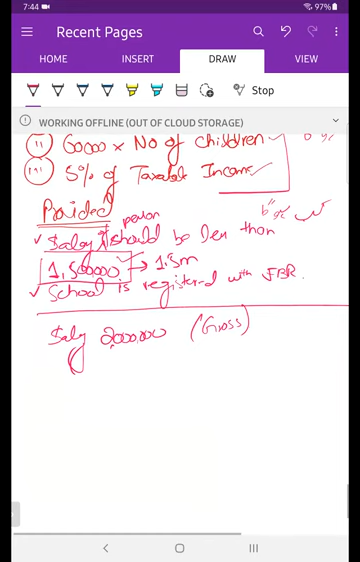 7:44
97%
Recent Pages
HOME INSERT DRAW VIEW
Stop
WORKING OFFLINE (OUT OF CLOUD STORAGE)
(ii) 60000 x No of Children
(iii) 5% of Taxable Income
Provided
Salary of person should be less than
1,500,000 → 1.5m
School is registered with FBR.
Salary 2,000,000 (Gross)